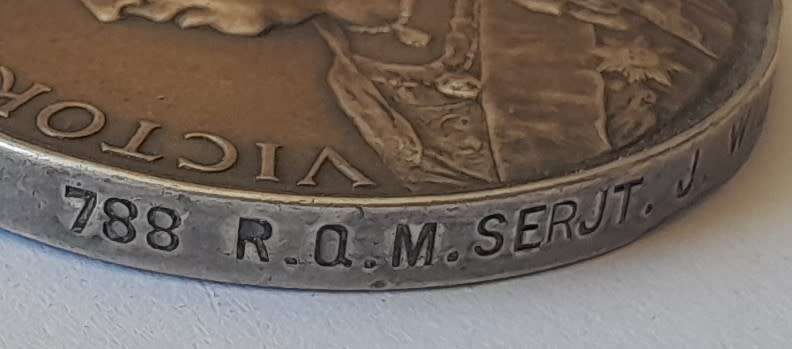 VICTOR
788 R.Q.M. SERJT. J. W